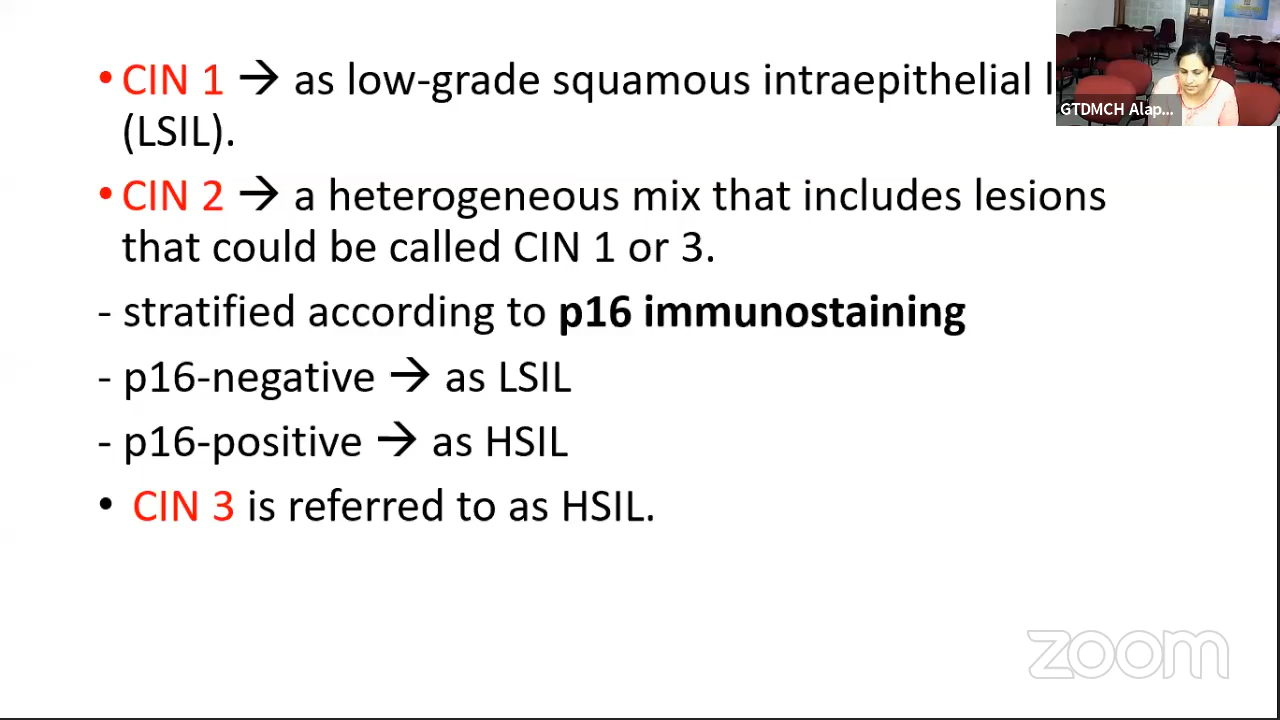 • CIN 1 → as low-grade squamous intraepithelial
(LSIL).
• CIN 2 → a heterogeneous mix that includes lesions
that could be called CIN 1 or 3.
- stratified according to p16 immunostaining
- p16-negative → as LSIL
- p16-positive → as HSIL
• CIN 3 is referred to as HSIL.
GTDMCH Alap...
zoom